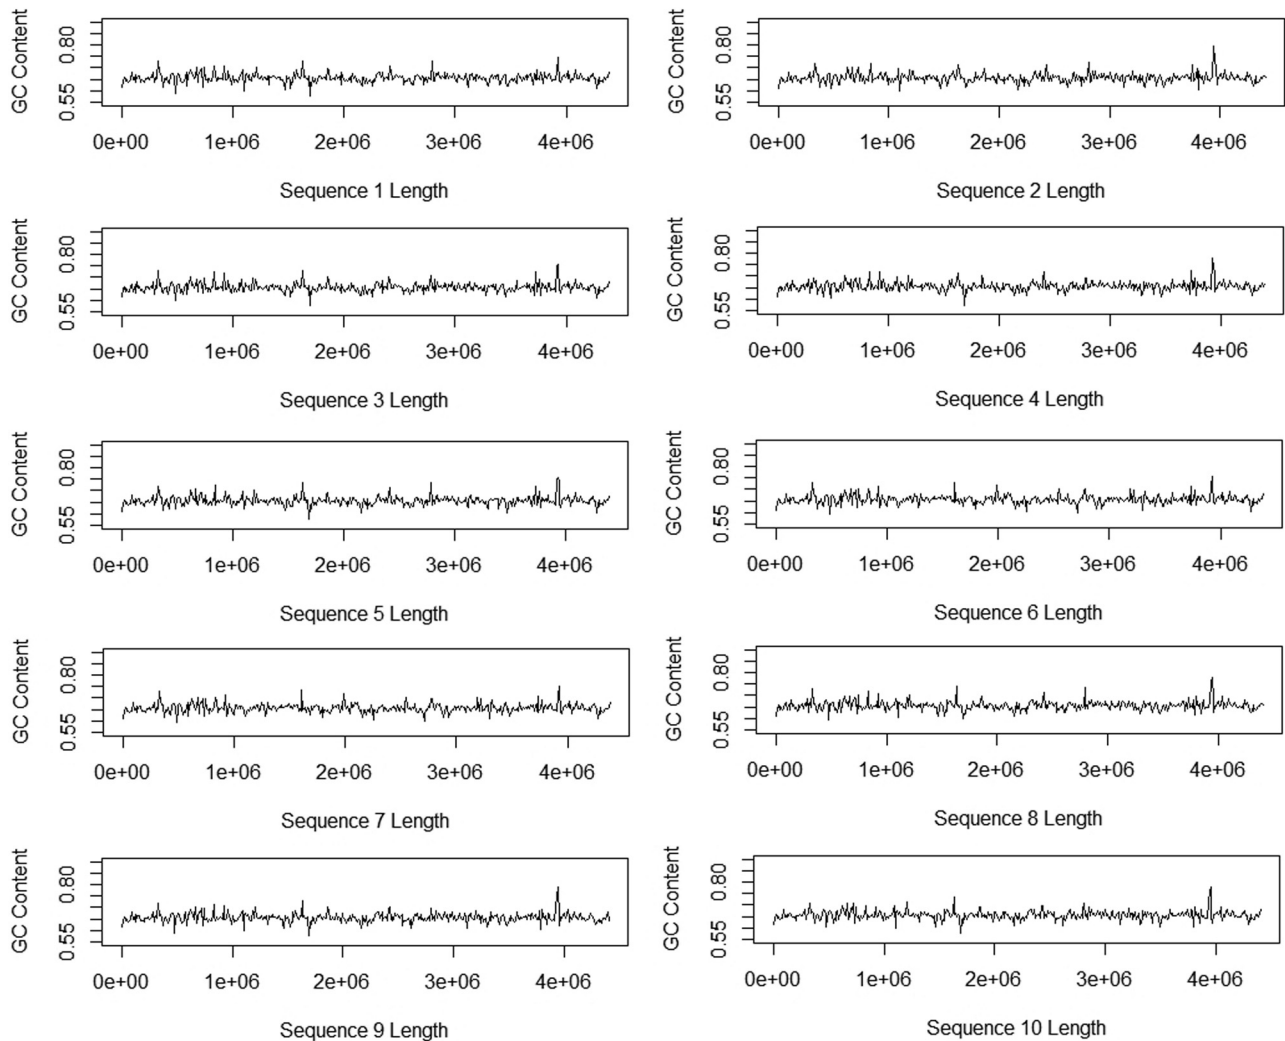 GC Content
0.80
0.55
0e+00 1e+06 2e+06 3e+06 4e+06
Sequence 1 Length
GC Content
0.80
0.55
0e+00 1e+06 2e+06 3e+06 4e+06
Sequence 2 Length
GC Content
0.80
0.55
0e+00 1e+06 2e+06 3e+06 4e+06
Sequence 3 Length
GC Content
0.80
0.55
0e+00 1e+06 2e+06 3e+06 4e+06
Sequence 4 Length
GC Content
0.80
0.55
0e+00 1e+06 2e+06 3e+06 4e+06
Sequence 5 Length
GC Content
0.80
0.55
0e+00 1e+06 2e+06 3e+06 4e+06
Sequence 6 Length
GC Content
0.80
0.55
0e+00 1e+06 2e+06 3e+06 4e+06
Sequence 7 Length
GC Content
0.80
0.55
0e+00 1e+06 2e+06 3e+06 4e+06
Sequence 8 Length
GC Content
0.80
0.55
0e+00 1e+06 2e+06 3e+06 4e+06
Sequence 9 Length
GC Content
0.80
0.55
0e+00 1e+06 2e+06 3e+06 4e+06
Sequence 10 Length